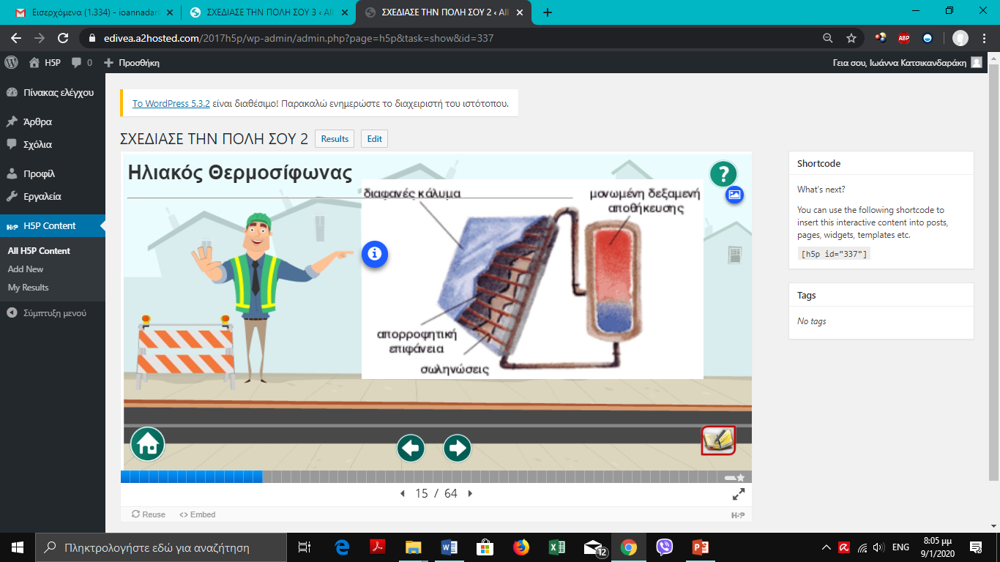 Εισερχόμενα (1.334) - ioannadar
ΣΧΕΔΙΑΣΕ ΤΗΝ ΠΟΛΗ ΣΟΥ 3 ‹ All
ΣΧΕΔΙΑΣΕ ΤΗΝ ΠΟΛΗ ΣΟΥ 2 ‹ All
edivea.a2hosted.com/2017h5p/wp-admin/admin.php?page=h5p&task=show&id=337
ABP
H5P
0
Προσθήκη
Γεια σου, Ιωάννα Κατσικανδαράκη
Πίνακας ελέγχου
Άρθρα
Σχόλια
Προφίλ
Εργαλεία
H5P Content
All H5P Content
Add New
My Results
Σύμπτυξη μενού
Το WordPress 5.3.2 είναι διαθέσιμο! Παρακαλώ ενημερώστε το διαχειριστή του ιστότοπου.
ΣΧΕΔΙΑΣΕ ΤΗΝ ΠΟΛΗ ΣΟΥ 2
Results
Edit
Ηλιακός Θερμοσίφωνας
διαφανές κάλυμα
μονωμένη δεξαμενή
αποθήκευσης
απορροφητική
επιφάνεια
σωληνώσεις
15 / 64
Reuse
Embed
H5P
Shortcode
What's next?
You can use the following shortcode to
insert this interactive content into posts,
pages, widgets, templates etc.
[h5p id="337"]
Tags
No tags
Πληκτρολογήστε εδώ για αναζήτηση
12
ENG
8:05 μμ
9/1/2020